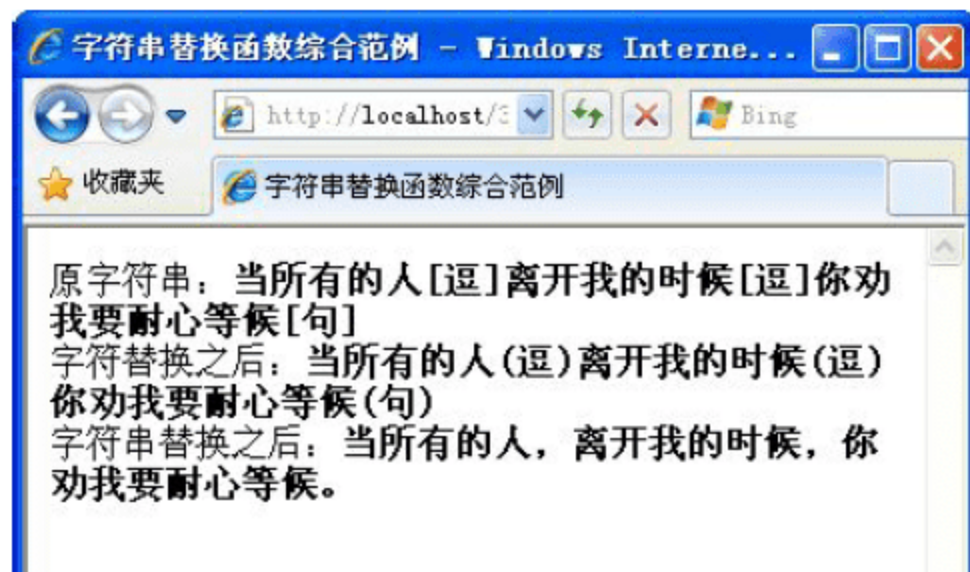 字符串替换函数综合范例 - Windows Interne...
http://localhost/3
Bing
收藏夹
字符串替换函数综合范例
原字符串：当所有的人[逗]离开我的时候[逗]你劝
我要耐心等候[句]
字符替换之后：当所有的人(逗)离开我的时候(逗)
你劝我要耐心等候(句)
字符串替换之后：当所有的人，离开我的时候，你
劝我要耐心等候。